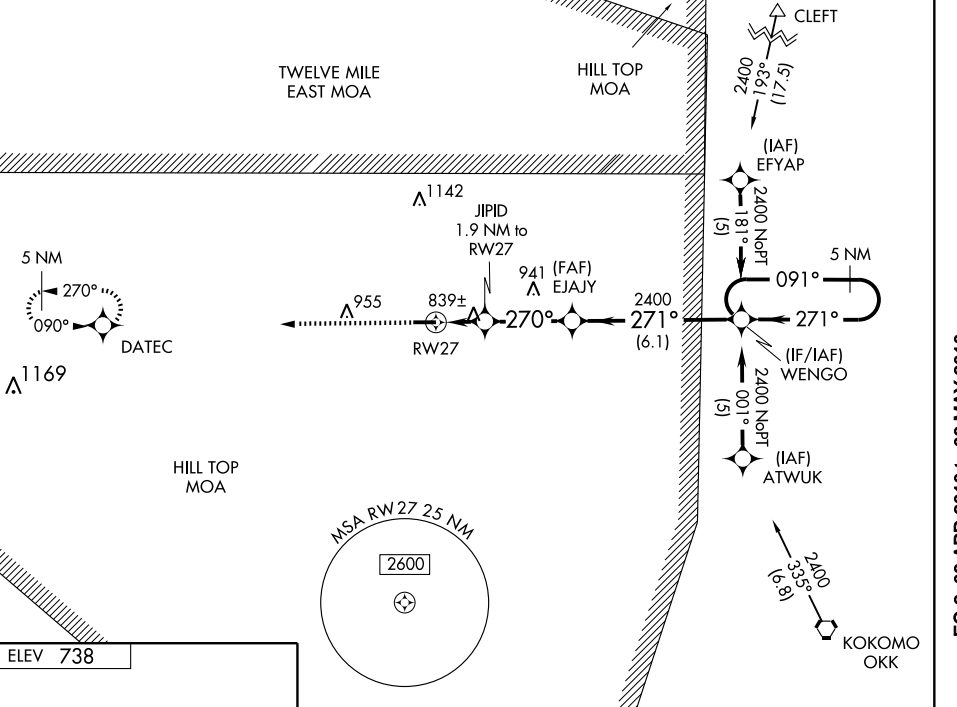 CLEFT
2400
193°
(17.5)
TWELVE MILE
EAST MOA
HILL TOP
MOA
(IAF)
EFYAP
2400 NoPT
181°
(5)
1142
JIPID
1.9 NM to
RW27
5 NM
270°
090°
DATEC
955
839±
RW27
941
(FAF)
EJAJY
270°
2400
271°
(6.1)
5 NM
091°
271°
(IF/IAF)
WENGO
1169
2400 NoPT
001°
(5)
(IAF)
ATWUK
HILL TOP
MOA
MSA RW27 25 NM
2600
2400
335°
(6.8)
KOKOMO
OKK
ELEV 738